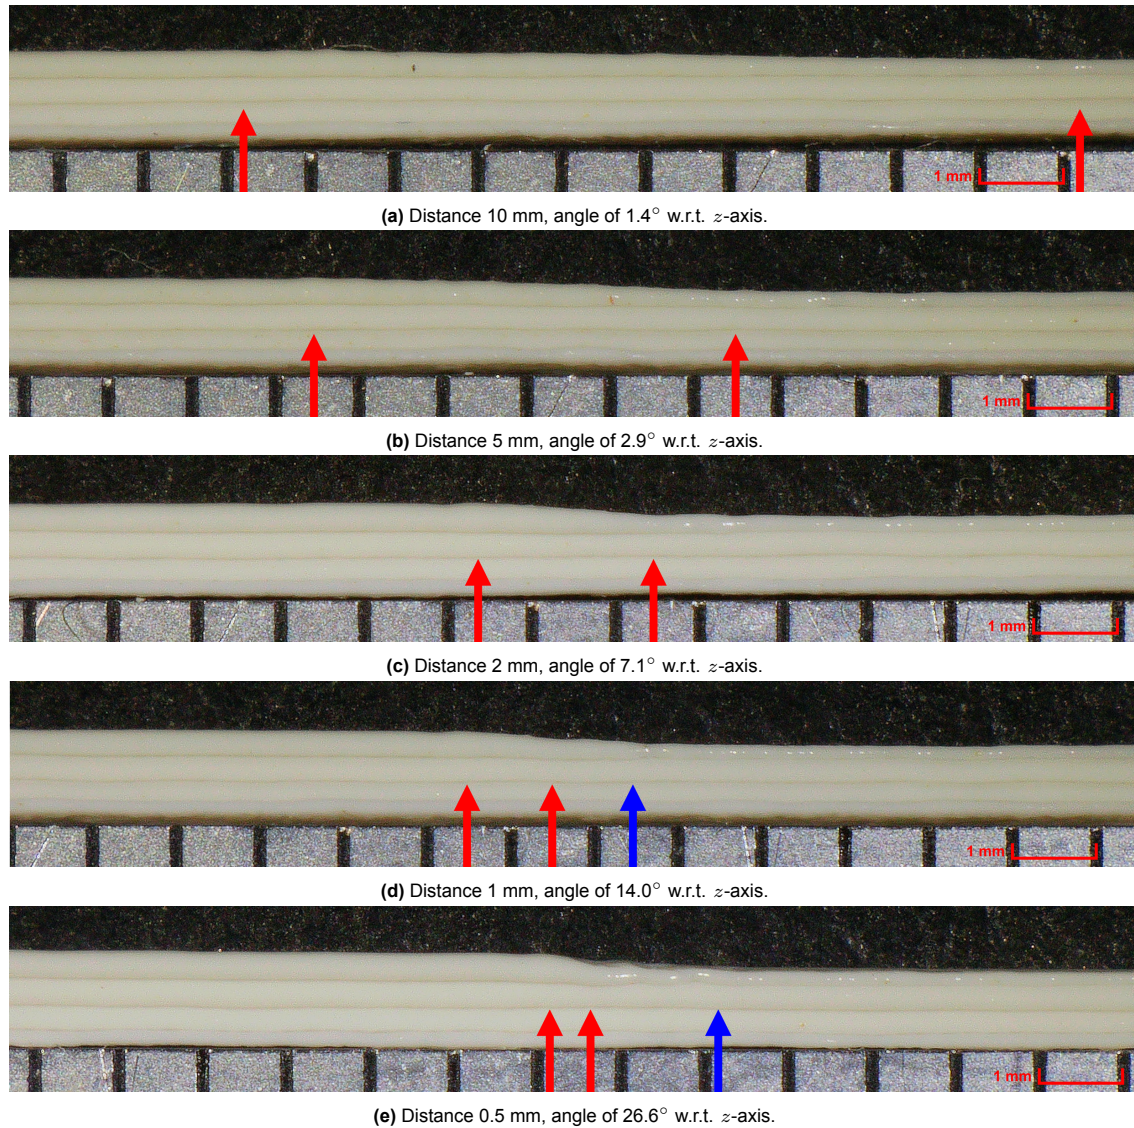 1 mm
(a) Distance 10 mm, angle of 1.4° w.r.t. z-axis.
1 mm
(b) Distance 5 mm, angle of 2.9° w.r.t. z-axis.
1 mm
(c) Distance 2 mm, angle of 7.1° w.r.t. z-axis.
1 mm
(d) Distance 1 mm, angle of 14.0° w.r.t. z-axis.
1 mm
(e) Distance 0.5 mm, angle of 26.6° w.r.t. z-axis.